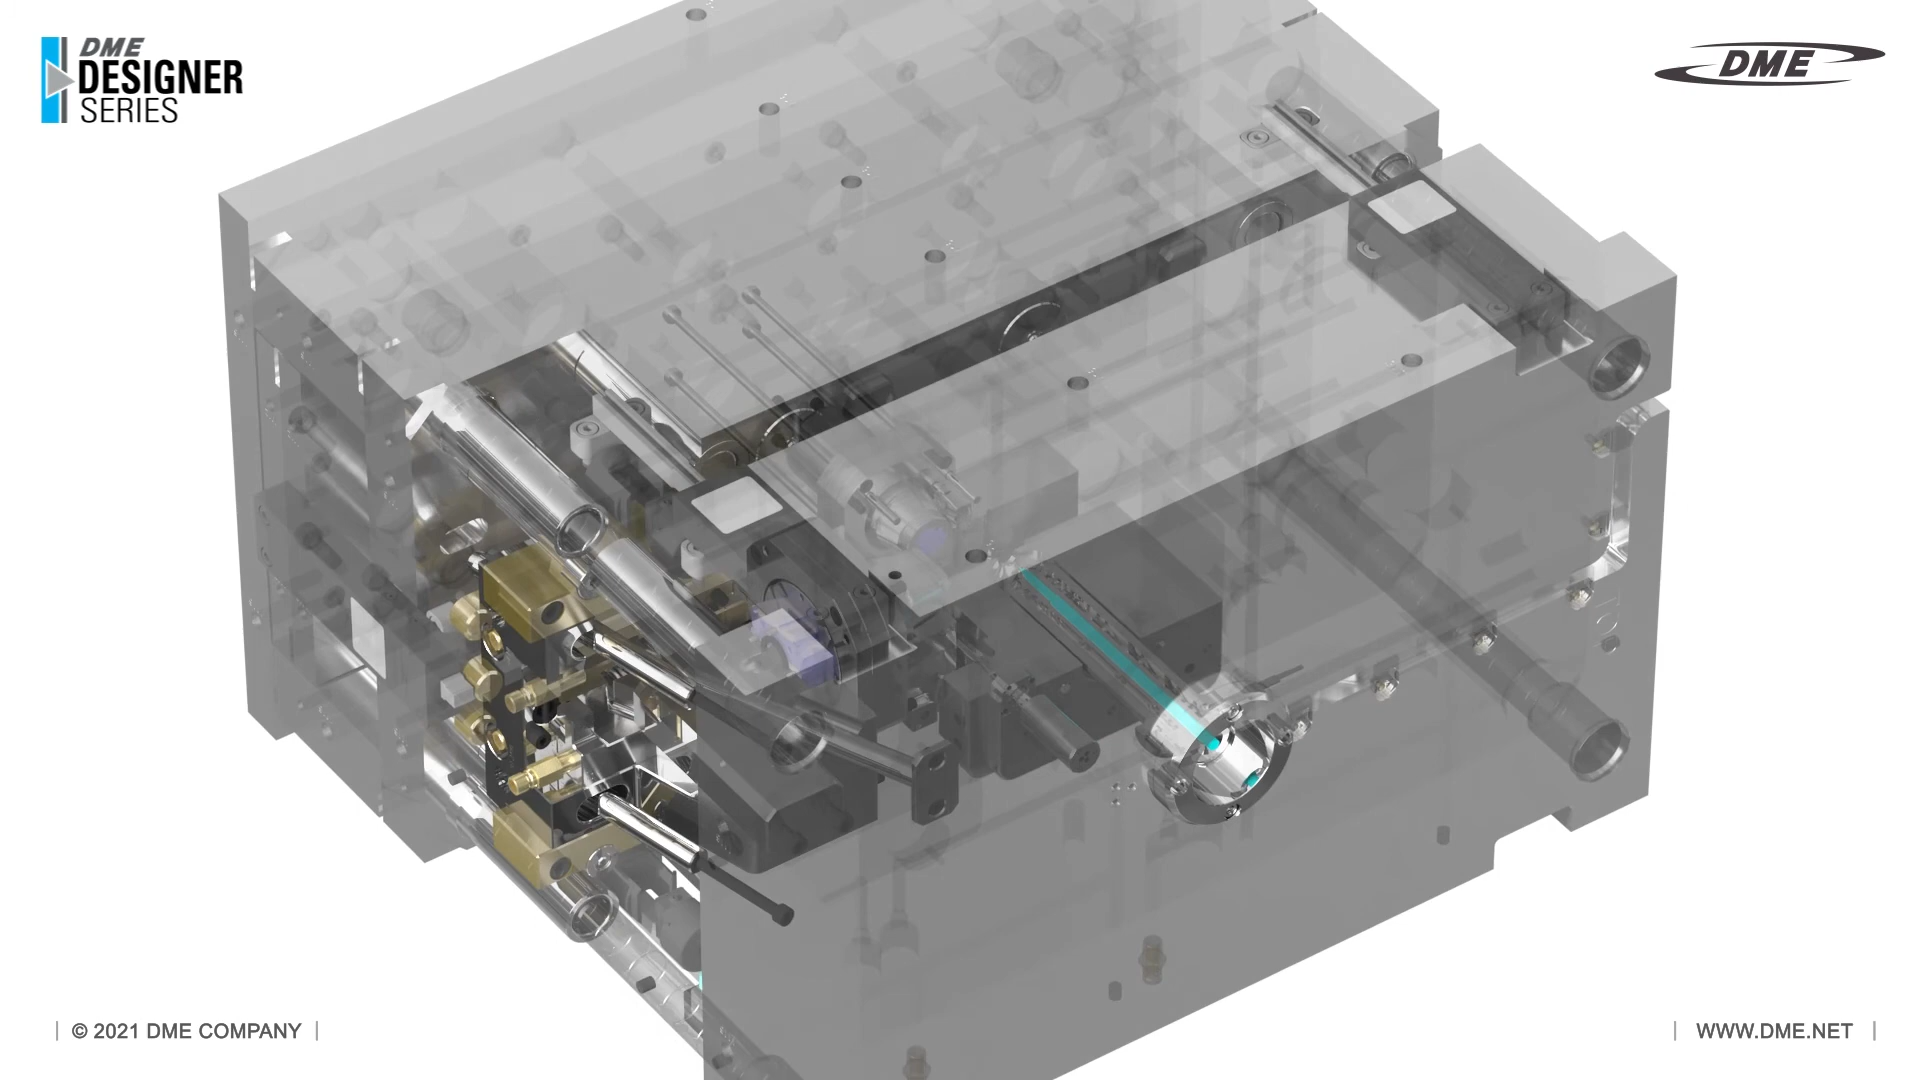 DME
DESIGNER
SERIES
DME
| © 2021 DME COMPANY |
| WWW.DME.NET |